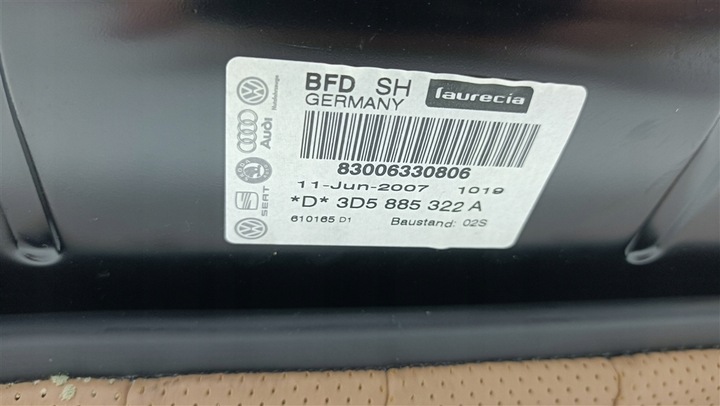 BFD SH
GERMANY
faurecia
83006330806
11-Jun-2007 1019
*D* 3D5 885 322 A
610165 D1 Baustand: 02S
Audi
SEAT